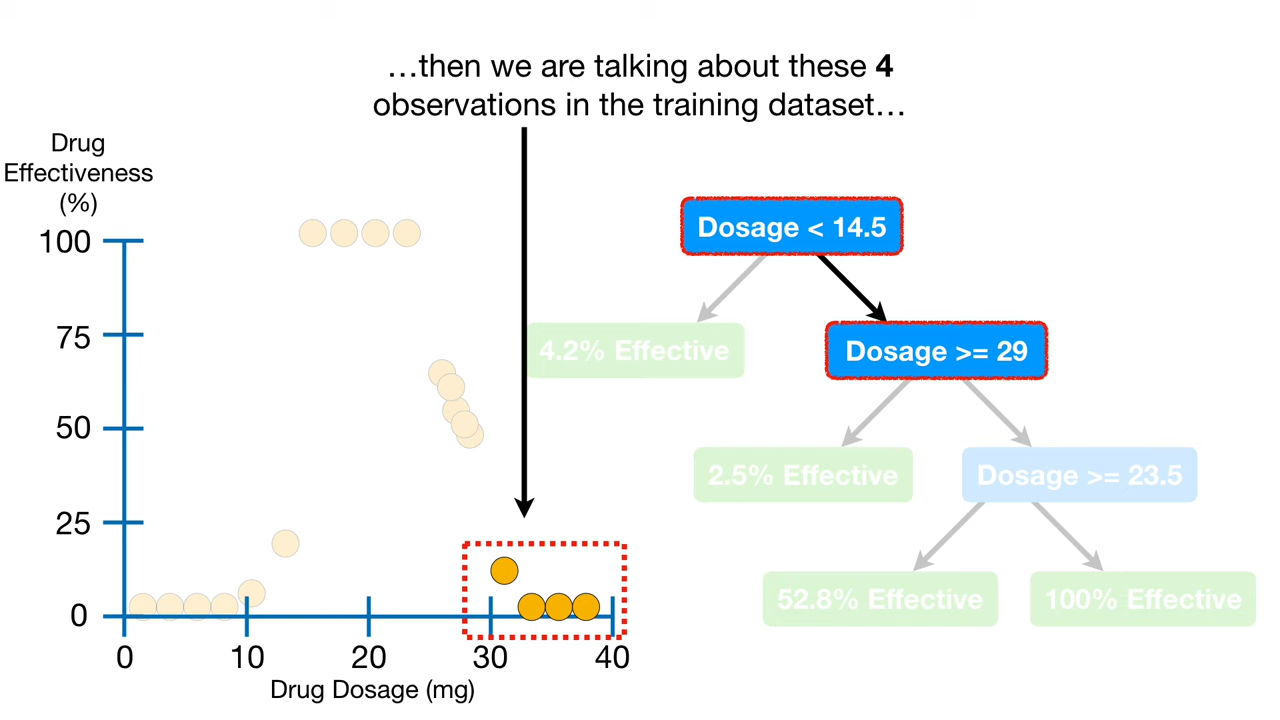 …then we are talking about these 4
observations in the training dataset…
Drug
Effectiveness
(%)
100
75
50
25
0
0
10
20
30
40
Drug Dosage (mg)
Dosage < 14.5
4.2% Effective
Dosage >= 29
2.5% Effective
Dosage >= 23.5
52.8% Effective
100% Effective